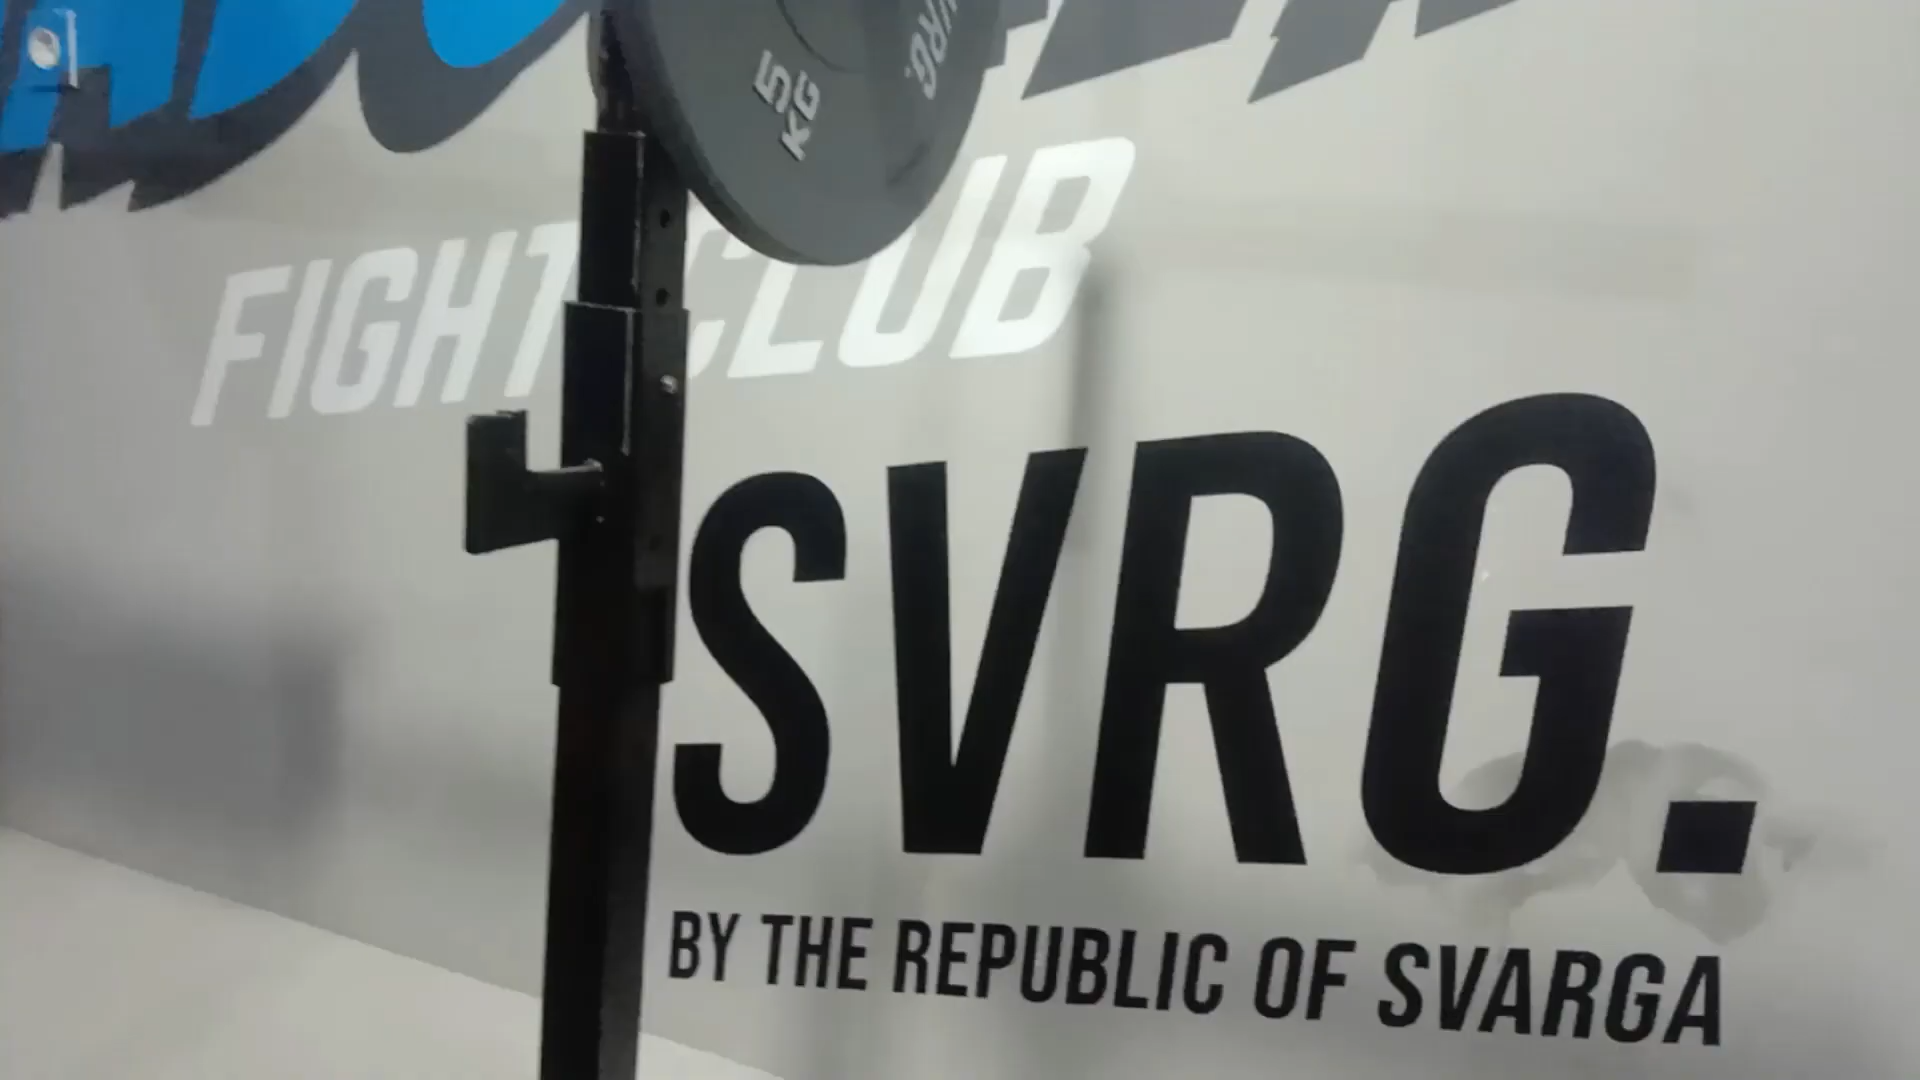 5
KG
FIGHT CLUB
SVRG.
BY THE REPUBLIC OF SVARGA